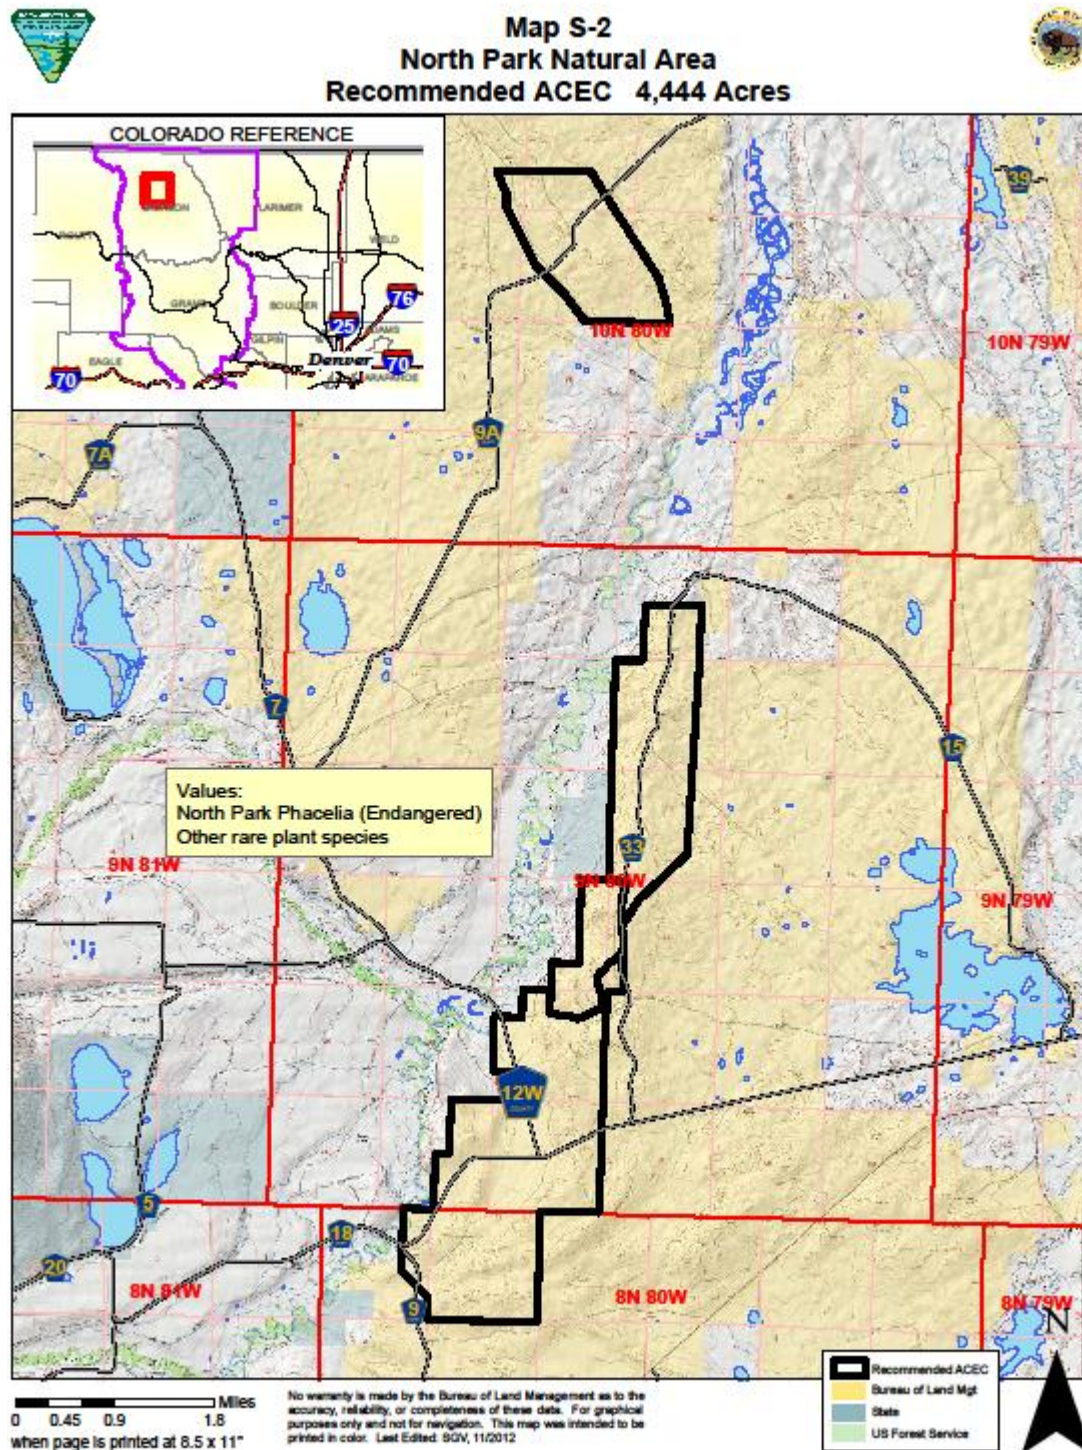 Map S-2
North Park Natural Area
Recommended ACEC 4,444 Acres
COLORADO REFERENCE
LARIMER
WELD
GRAND
BOULDER
76
25
GILPIN
ADAMS
EAGLE
Denver
70
70
ARAPAHOE
39
10N 80W
10N 79W
9A
7A
7
15
Values:
North Park Phacelia (Endangered)
Other rare plant species
33
9N 81W
9N 80W
9N 79W
12W
COUNTY
5
18
20
8N 81W
9
8N 80W
8N 79W
N
Recommended ACEC
Bureau of Land Mgt
State
US Forest Service
Miles
0 0.45 0.9 1.8
when page is printed at 8.5 x 11"
No warranty is made by the Bureau of Land Management as to the
accuracy, reliability, or completeness of these data. For graphical
purposes only and not for navigation. This map was intended to be
printed in color. Last Edited: SGV, 11/2012